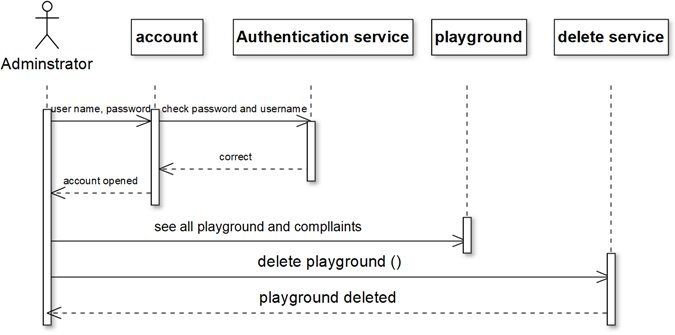 account
Authentication service
playground
delete service
Adminstrator
user name, password
check password and username
correct
account opened
see all playground and compllaints
delete playground ()
playground deleted